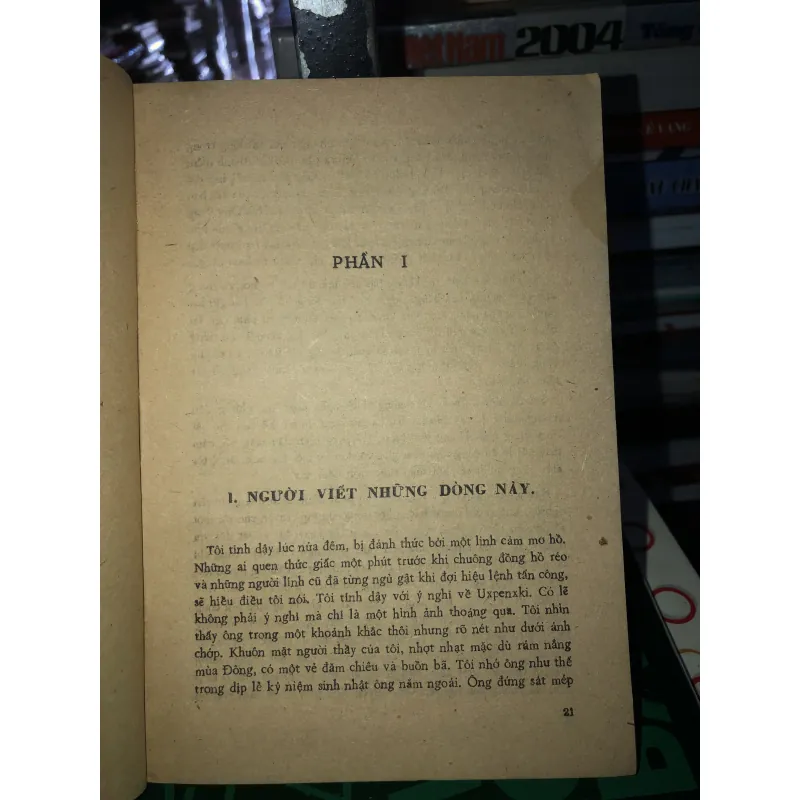 2004
PHẦN I
1. NGƯỜI VIẾT NHỮNG DÒNG NÀY.
Tôi tỉnh dậy lúc nửa đêm, bị đánh thức bởi một linh cảm mơ hồ.
Những ai quen thức giấc một phút trước khi chuông đồng hồ réo
và những người lính cũ đã từng ngủ gật khi đợi hiệu lệnh tấn công,
sẽ hiểu điều tôi nói. Tôi tỉnh dậy với ý nghĩ về Uxpenxki. Có lẽ
không phải ý nghĩ mà chỉ là một hình ảnh thoáng qua. Tôi nhìn
thấy ông trong một khoảnh khắc thôi nhưng rõ nét như dưới ánh
chớp. Khuôn mặt người thầy của tôi, nhợt nhạt mặc dù rám nắng
mùa Đông, có một vẻ đăm chiêu và buồn bã. Tôi nhớ ông như thế
trong dịp lễ kỷ niệm sinh nhật ông năm ngoái. Ông đứng sát mép
21